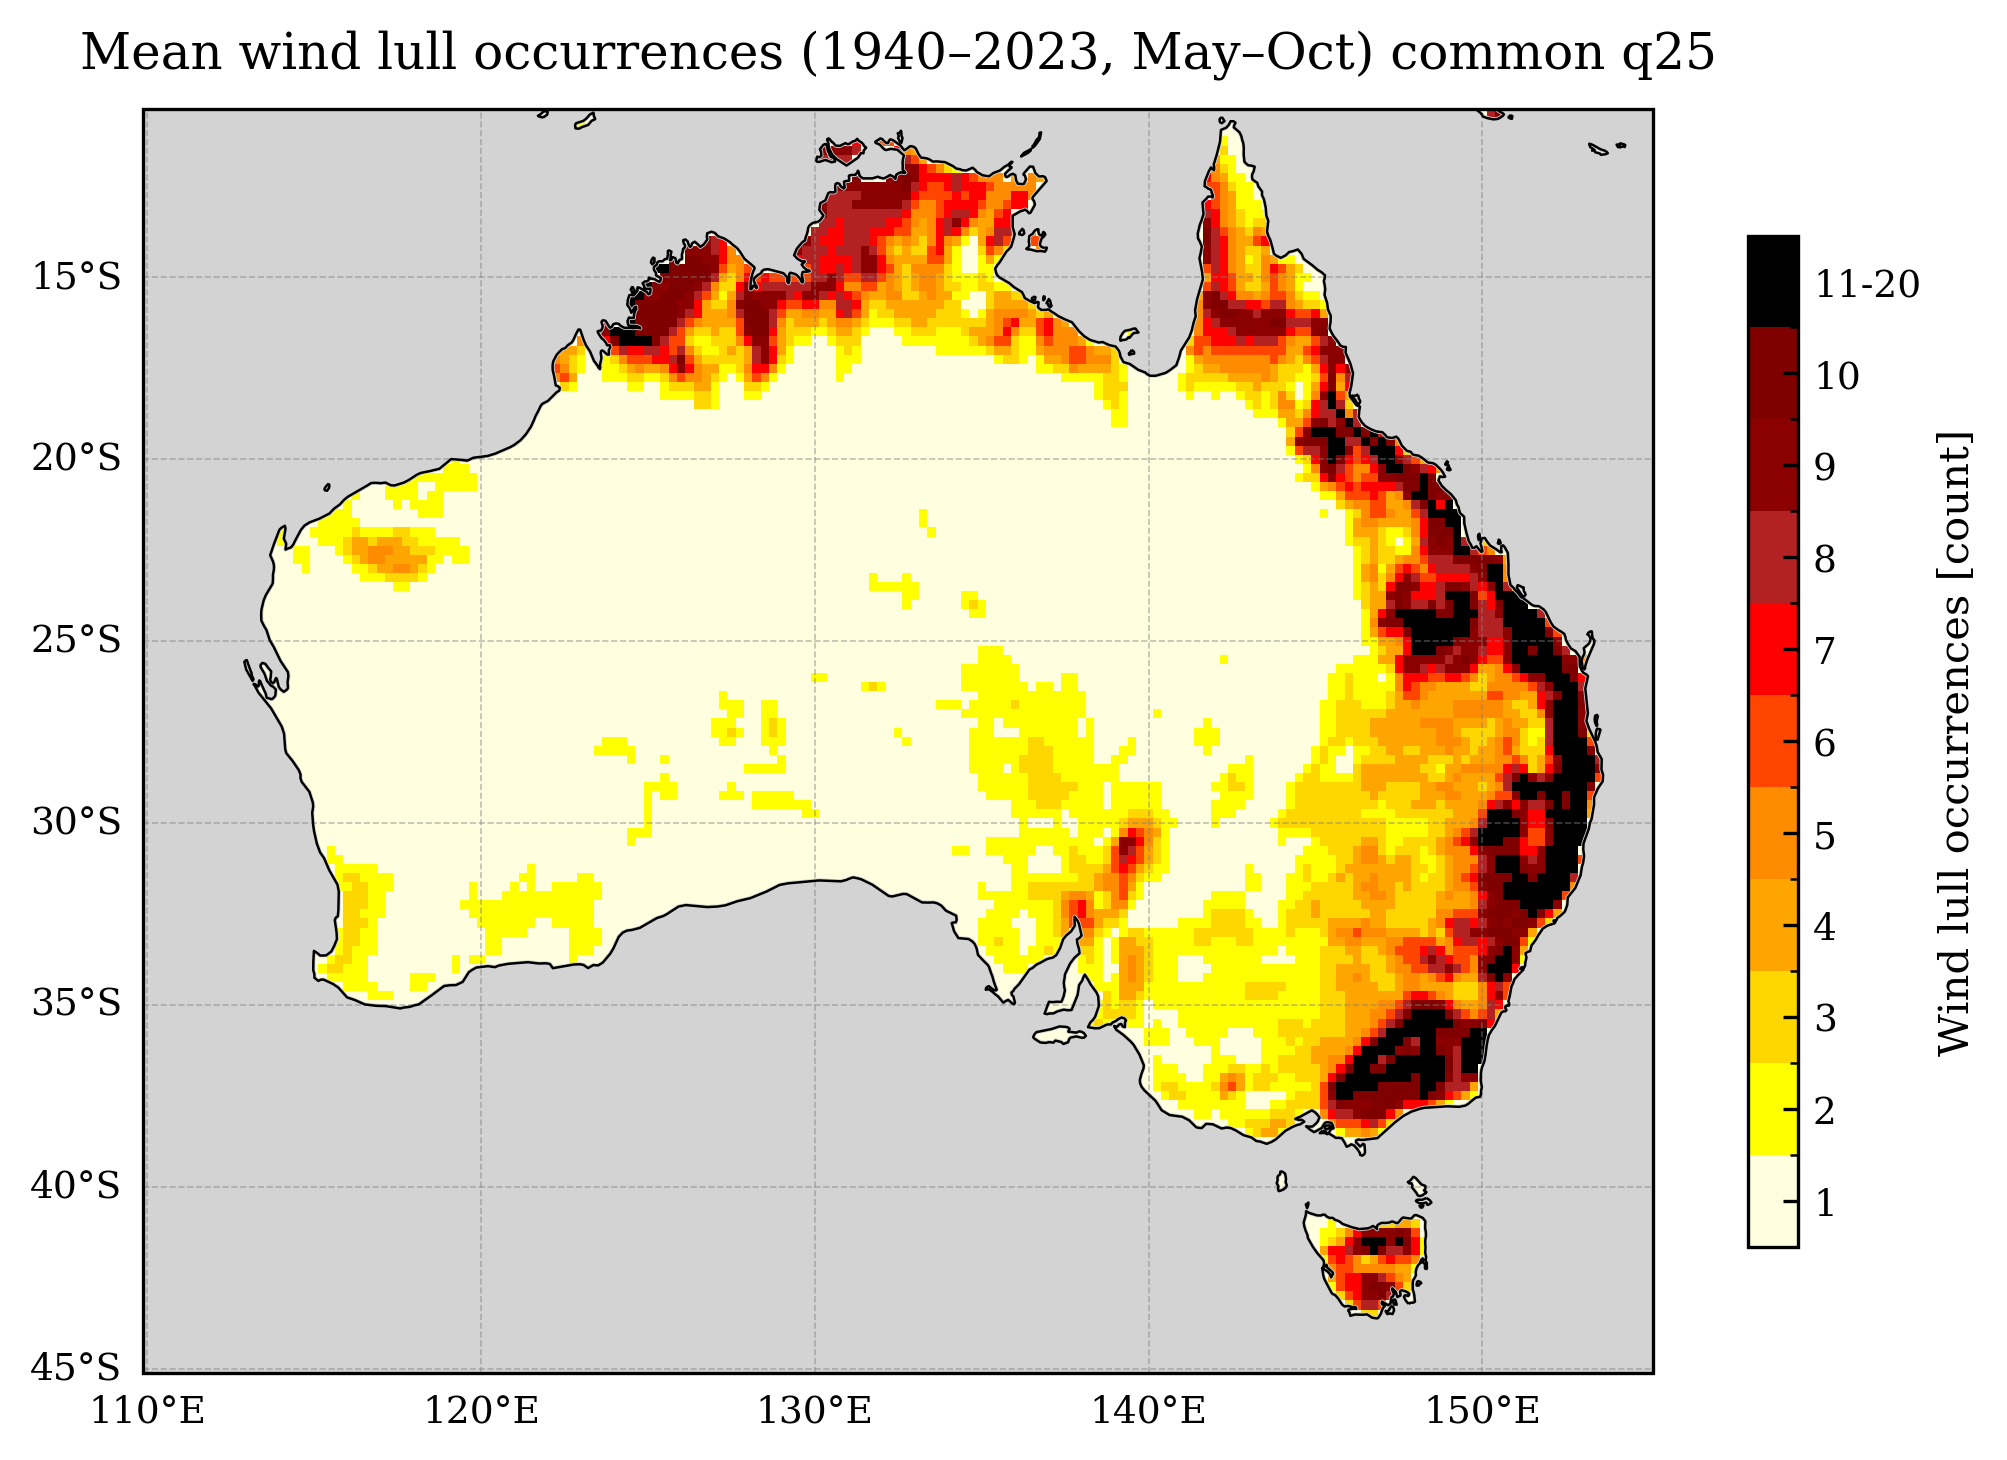 Mean wind lull occurrences (1940–2023, May–Oct) common q25
15°S
20°S
25°S
30°S
35°S
40°S
45°S
110°E
120°E
130°E
140°E
150°E
11-20
10
9
8
7
6
5
4
3
2
1
Wind lull occurrences [count]